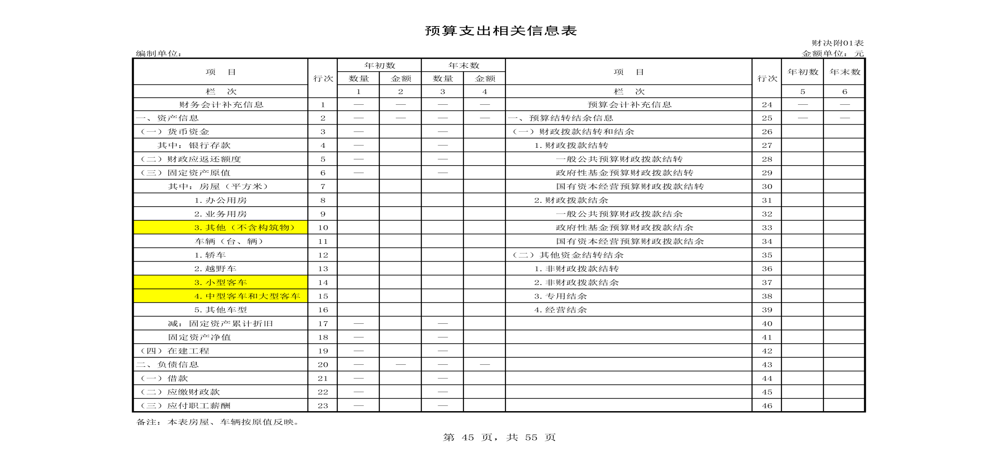 预算支出相关信息表
财决附01表
编制单位： 金额单位：元
项 目 行次 年初数 年末数 项 目 行次 年初数 年末数
数量 金额 数量 金额
栏 次 1 2 3 4 栏 次 5 6
财务会计补充信息 1 — — — — 预算会计补充信息 24 — —
一、资产信息 2 — — — — 一、预算结转结余信息 25 — —
（一）货币资金 3 — — （一）财政拨款结转和结余 26
其中：银行存款 4 — — 1.财政拨款结转 27
（二）财政应返还额度 5 — — 一般公共预算财政拨款结转 28
（三）固定资产原值 6 — — 政府性基金预算财政拨款结转 29
其中：房屋（平方米） 7 国有资本经营预算财政拨款结转 30
1.办公用房 8 2.财政拨款结余 31
2.业务用房 9 一般公共预算财政拨款结余 32
3.其他（不含构筑物） 10 政府性基金预算财政拨款结余 33
车辆（台、辆） 11 国有资本经营预算财政拨款结余 34
1.轿车 12 （二）其他资金结转结余 35
2.越野车 13 1.非财政拨款结转 36
3.小型客车 14 2.非财政拨款结余 37
4.中型客车和大型客车 15 3.专用结余 38
5.其他车型 16 4.经营结余 39
减：固定资产累计折旧 17 — — 40
固定资产净值 18 — — 41
（四）在建工程 19 — — 42
二、负债信息 20 — — — — 43
（一）借款 21 — — 44
（二）应缴财政款 22 — — 45
（三）应付职工薪酬 23 — — 46
备注：本表房屋、车辆按原值反映。
第 45 页，共 55 页